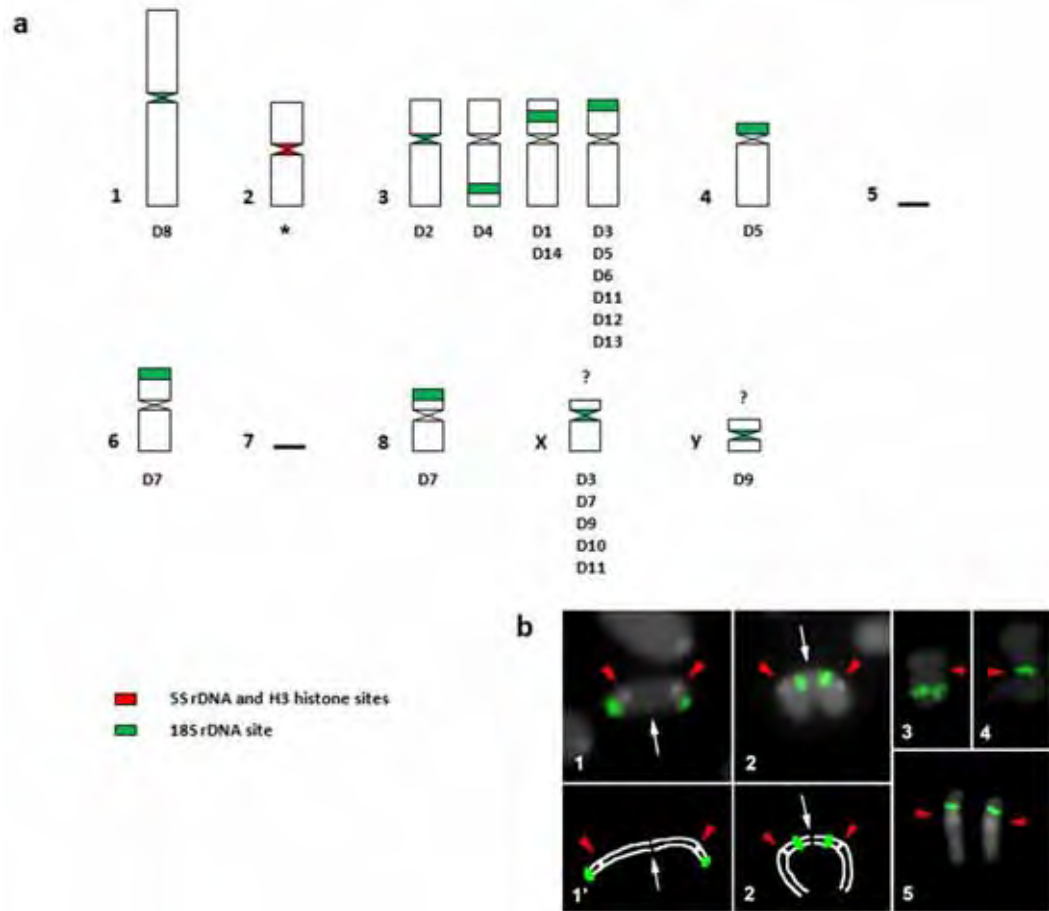 a
1
2
3
4
5
D8
*
D2
D4
D1
D3
D5
D14
D5
D6
D11
D12
D13
?
?
6
7
8
X
Y
D7
D7
D3
D9
D7
D9
D10
D11
b
5S rDNA and H3 histone sites
18S rDNA site
1
2
3
4
1'
2
5